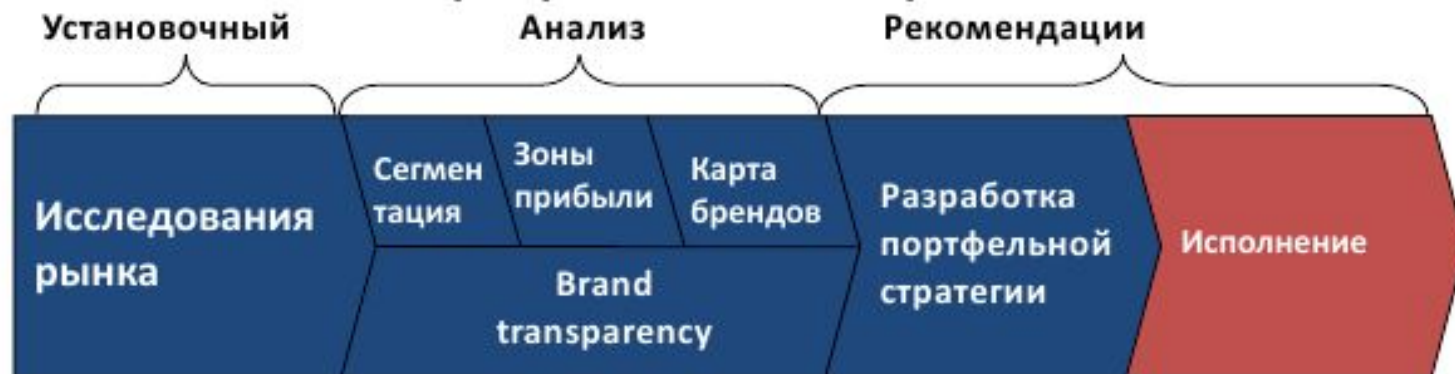 Установочный
Анализ
Рекомендации
Исследования
рынка
Сегмен
тация
Зоны
прибыли
Карта
брендов
Brand
transparency
Разработка
портфельной
стратегии
Исполнение